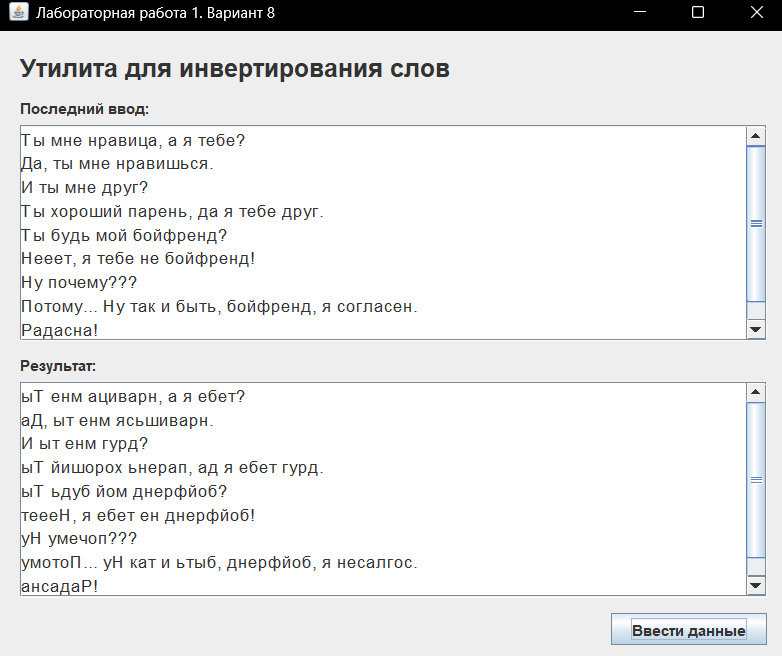 Лабораторная работа 1. Вариант 8
Утилита для инвертирования слов
Последний ввод:
Ты мне нравица, а я тебе?
Да, ты мне нравишься.
И ты мне друг?
Ты хороший парень, да я тебе друг.
Ты будь мой бойфренд?
Нееет, я тебе не бойфренд!
Ну почему???
Потому... Ну так и быть, бойфренд, я согласен.
Радасна!
Результат:
ыТ енм ациварн, а я ебет?
аД, ыт енм ясьшиварн.
И ыт енм гурд?
ыТ йишорох ьнерап, ад я ебет гурд.
ыТ ьдуб йом днерфйоб?
тееeН, я ебет ен днерфйоб!
уН умечоп???
умотоП... уН кат и ьтыб, днерфйоб, я несалгос.
ансадаР!
Ввести данные